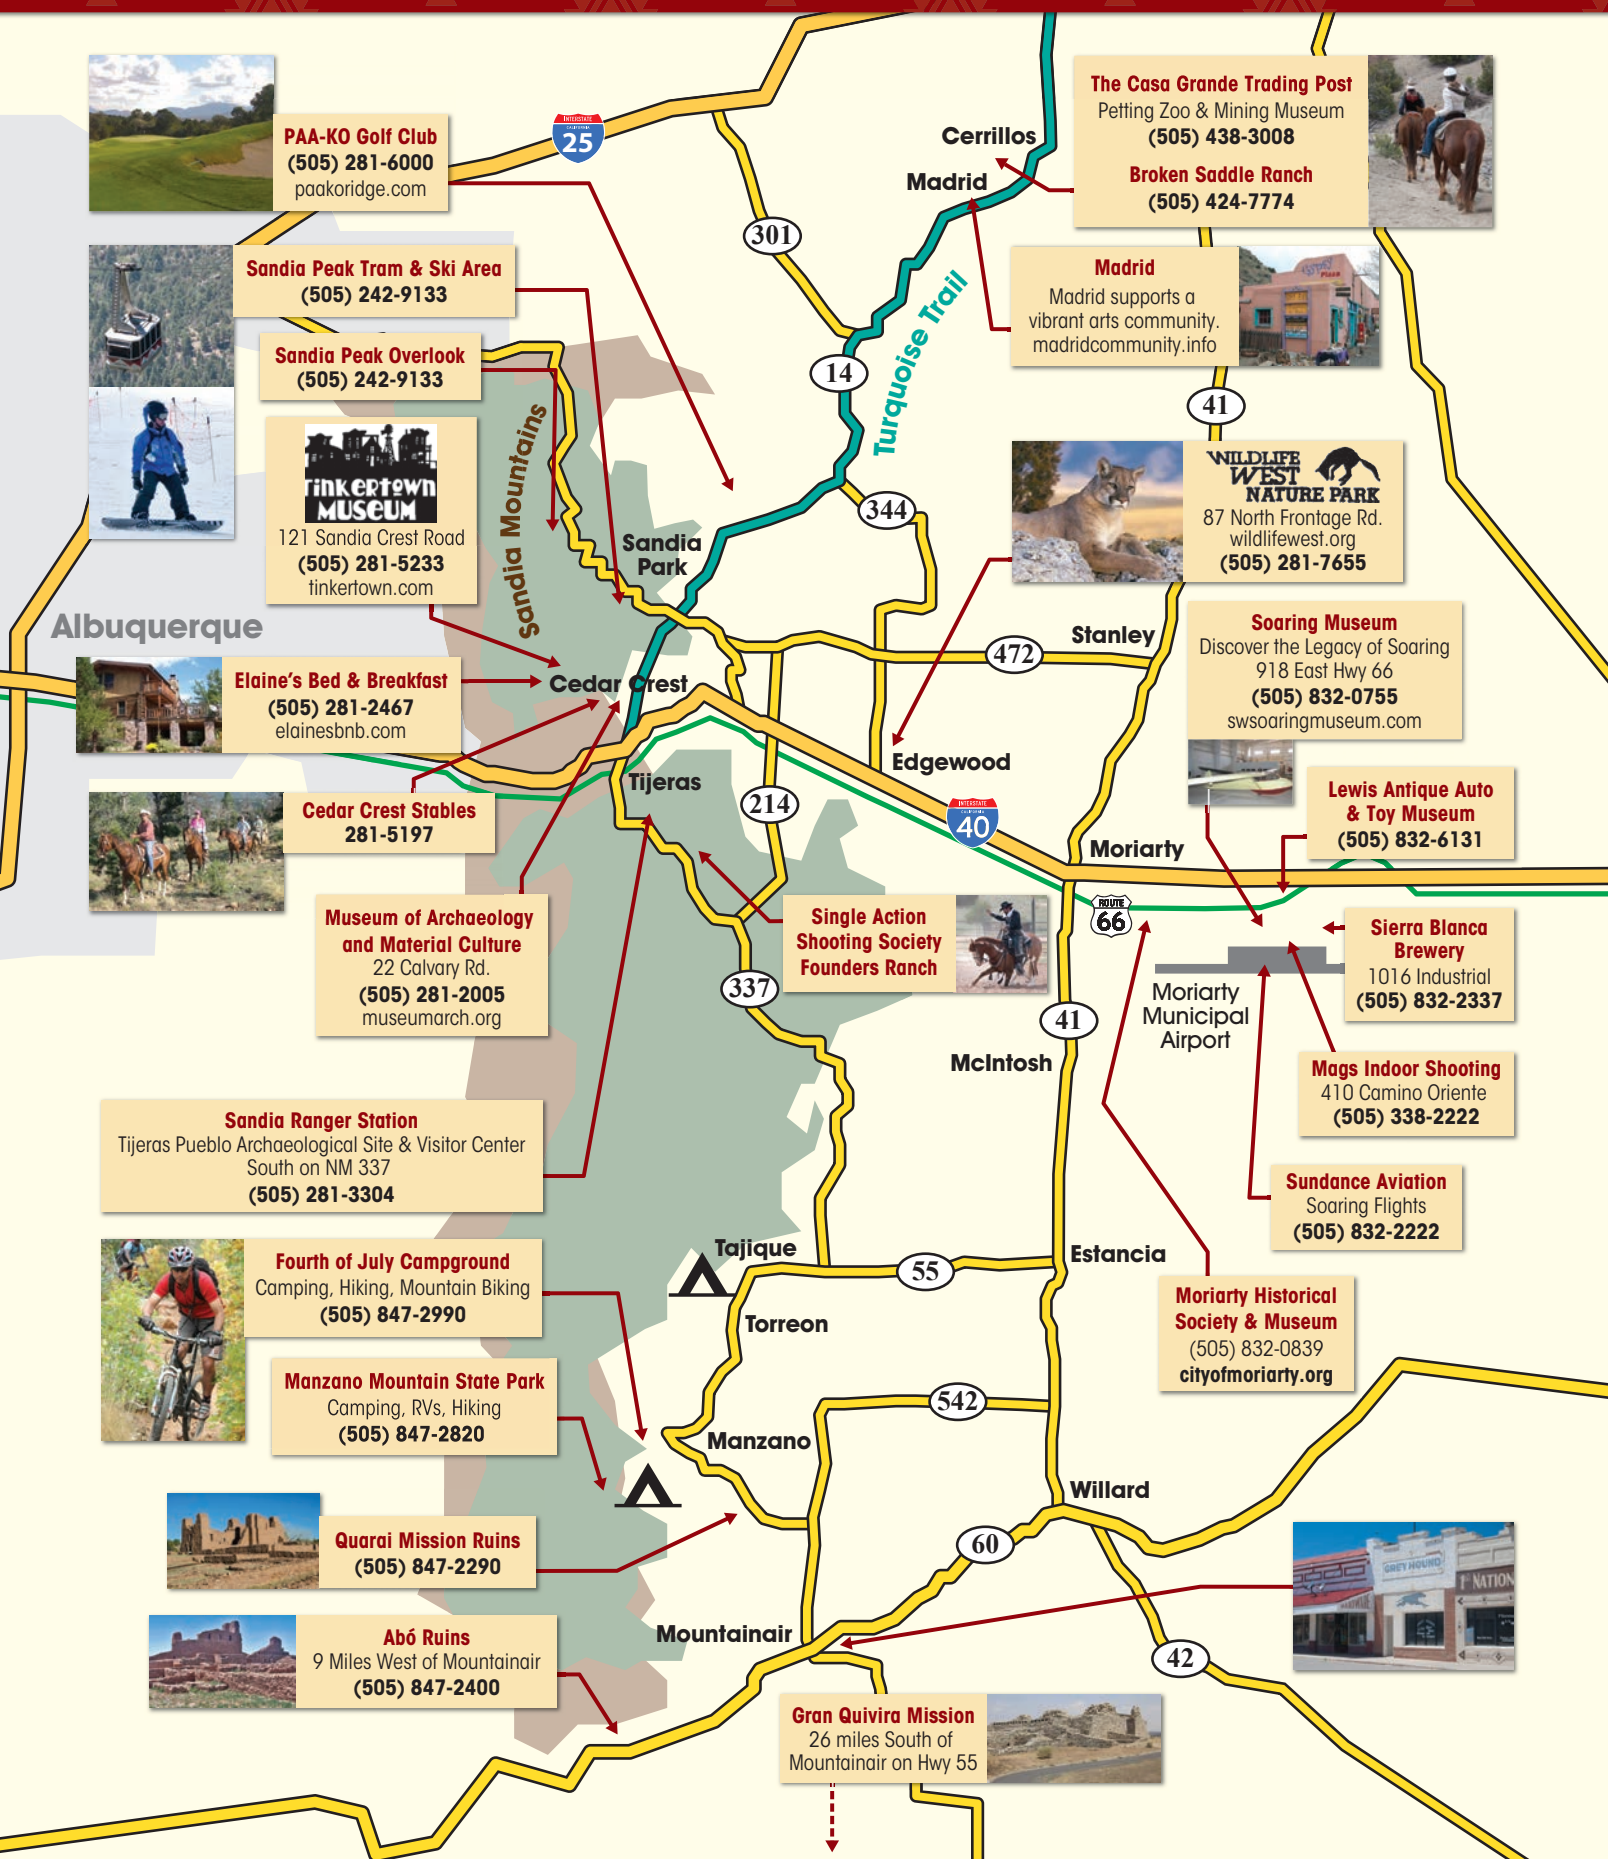 PAA-KO Golf Club
(505) 281-6000
paakoridge.com
INTERSTATE
CALIFORNIA
25
Cerrillos
Madrid
The Casa Grande Trading Post
Petting Zoo & Mining Museum
(505) 438-3008
Broken Saddle Ranch
(505) 424-7774
301
Sandia Peak Tram & Ski Area
(505) 242-9133
Madrid
Madrid supports a
vibrant arts community.
madridcommunity.info
Plaza
Turquoise Trail
14
41
Sandia Peak Overlook
(505) 242-9133
Sandia Mountains
TINKERTOWN
MUSEUM
121 Sandia Crest Road
(505) 281-5233
tinkertown.com
344
WILDLIFE
WEST
NATURE PARK
87 North Frontage Rd.
wildlifewest.org
(505) 281-7655
Sandia
Park
Albuquerque
Stanley
472
Soaring Museum
Discover the Legacy of Soaring
918 East Hwy 66
(505) 832-0755
swsoaringmuseum.com
Elaine's Bed & Breakfast
(505) 281-2467
elainesbnb.com
Cedar Crest
Edgewood
Tijeras
214
INTERSTATE
CALIFORNIA
40
Lewis Antique Auto
& Toy Museum
(505) 832-6131
Cedar Crest Stables
281-5197
Moriarty
ROUTE
66
Museum of Archaeology
and Material Culture
22 Calvary Rd.
(505) 281-2005
museumarch.org
Single Action
Shooting Society
Founders Ranch
337
41
Sierra Blanca
Brewery
1016 Industrial
(505) 832-2337
Moriarty
Municipal
Airport
McIntosh
Mags Indoor Shooting
410 Camino Oriente
(505) 338-2222
Sandia Ranger Station
Tijeras Pueblo Archaeological Site & Visitor Center
South on NM 337
(505) 281-3304
Sundance Aviation
Soaring Flights
(505) 832-2222
Tajique
55
Estancia
Fourth of July Campground
Camping, Hiking, Mountain Biking
(505) 847-2990
Torreon
Moriarty Historical
Society & Museum
(505) 832-0839
cityofmoriarty.org
Manzano Mountain State Park
Camping, RVs, Hiking
(505) 847-2820
542
Manzano
Willard
Quarai Mission Ruins
(505) 847-2290
60
GREYHOUND
1st NATION
Mountainair
42
Abó Ruins
9 Miles West of Mountainair
(505) 847-2400
Gran Quivira Mission
26 miles South of
Mountainair on Hwy 55